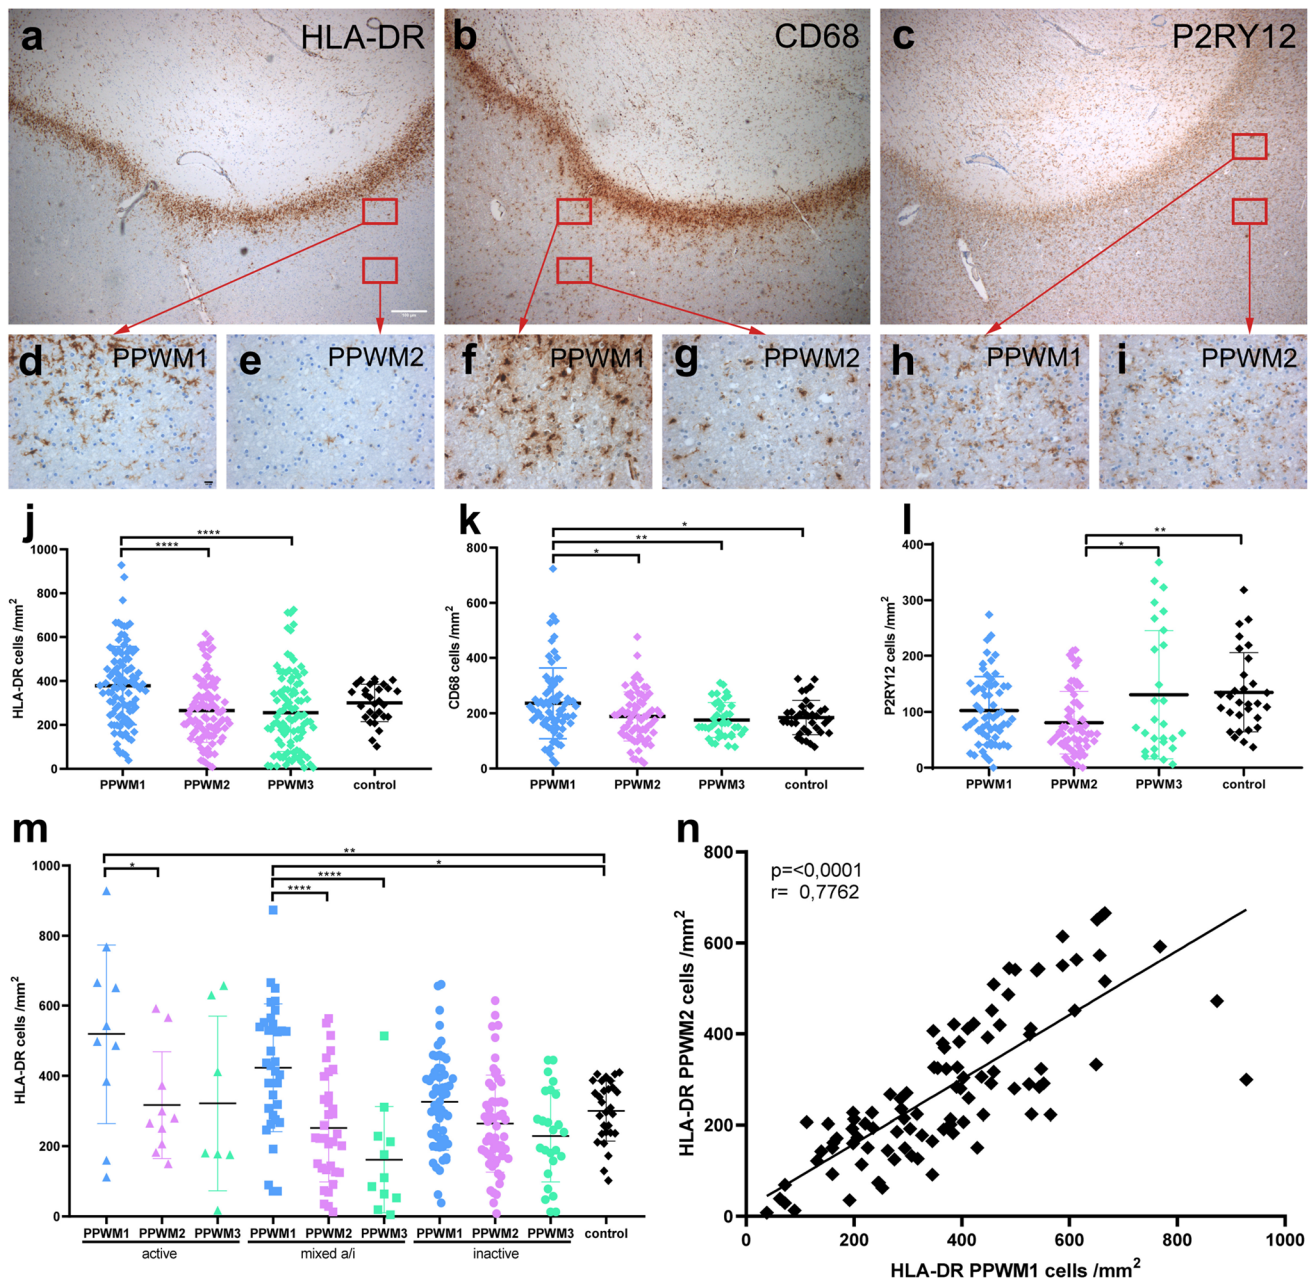 a HLA-DR
b CD68
c P2RY12
d PPWM1
e PPWM2
f PPWM1
g PPWM2
h PPWM1
i PPWM2
j
HLA-DR cells /mm²
1000
800
600
400
200
0
****
****
PPWM1 PPWM2 PPWM3 control
k
CD68 cells /mm²
800
600
400
200
0
*
**
*
PPWM1 PPWM2 PPWM3 control
l
P2RY12 cells /mm²
400
300
200
100
0
**
*
PPWM1 PPWM2 PPWM3 control
m
HLA-DR cells /mm²
1000
800
600
400
200
0
**
*
*
****
****
PPWM1 PPWM2 PPWM3 PPWM1 PPWM2 PPWM3 PPWM1 PPWM2 PPWM3 control
active mixed a/i inactive
n
p=<0,0001
r= 0,7762
HLA-DR PPWM2 cells /mm²
800
600
400
200
0
0 200 400 600 800 1000
HLA-DR PPWM1 cells /mm²